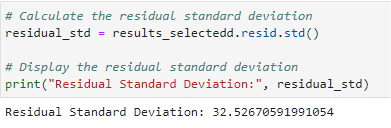 # Calculate the residual standard deviation
residual_std = results_selectedd.resid.std()
# Display the residual standard deviation
print("Residual Standard Deviation:", residual_std)
Residual Standard Deviation: 32.52670591991054